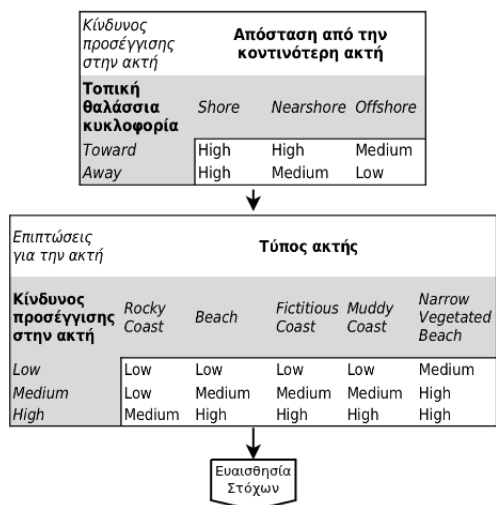 Κίνδυνος
προσέγγισης
στην ακτή
Απόσταση από την
κοντινότερη ακτή
Τοπική
θαλάσσια
κυκλοφορία
Shore Nearshore Offshore
Toward High High Medium
Away High Medium Low
Επιπτώσεις
για την ακτή
Τύπος ακτής
Κίνδυνος
προσέγγισης
στην ακτή
Rocky
Coast
Beach
Fictitious
Coast
Muddy
Coast
Narrow
Vegetated
Beach
Low Low Low Low Low Medium
Medium Low Medium Medium Medium High
High Medium High High High High
Ευαισθησία
Στόχων